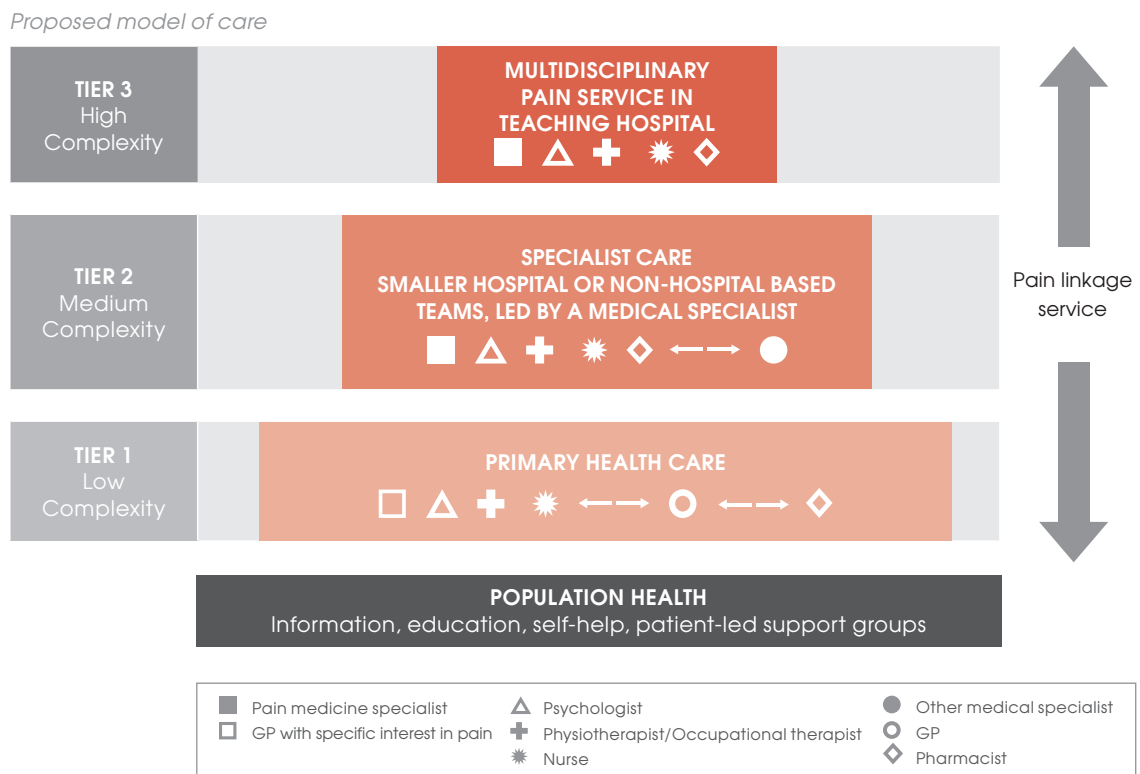 Proposed model of care
TIER 3
High
Complexity
MULTIDISCIPLINARY
PAIN SERVICE IN
TEACHING HOSPITAL
TIER 2
Medium
Complexity
SPECIALIST CARE
SMALLER HOSPITAL OR NON-HOSPITAL BASED
TEAMS, LED BY A MEDICAL SPECIALIST
Pain linkage
service
TIER 1
Low
Complexity
PRIMARY HEALTH CARE
POPULATION HEALTH
Information, education, self-help, patient-led support groups
Pain medicine specialist
GP with specific interest in pain
Psychologist
Physiotherapist/Occupational therapist
Nurse
Other medical specialist
GP
Pharmacist